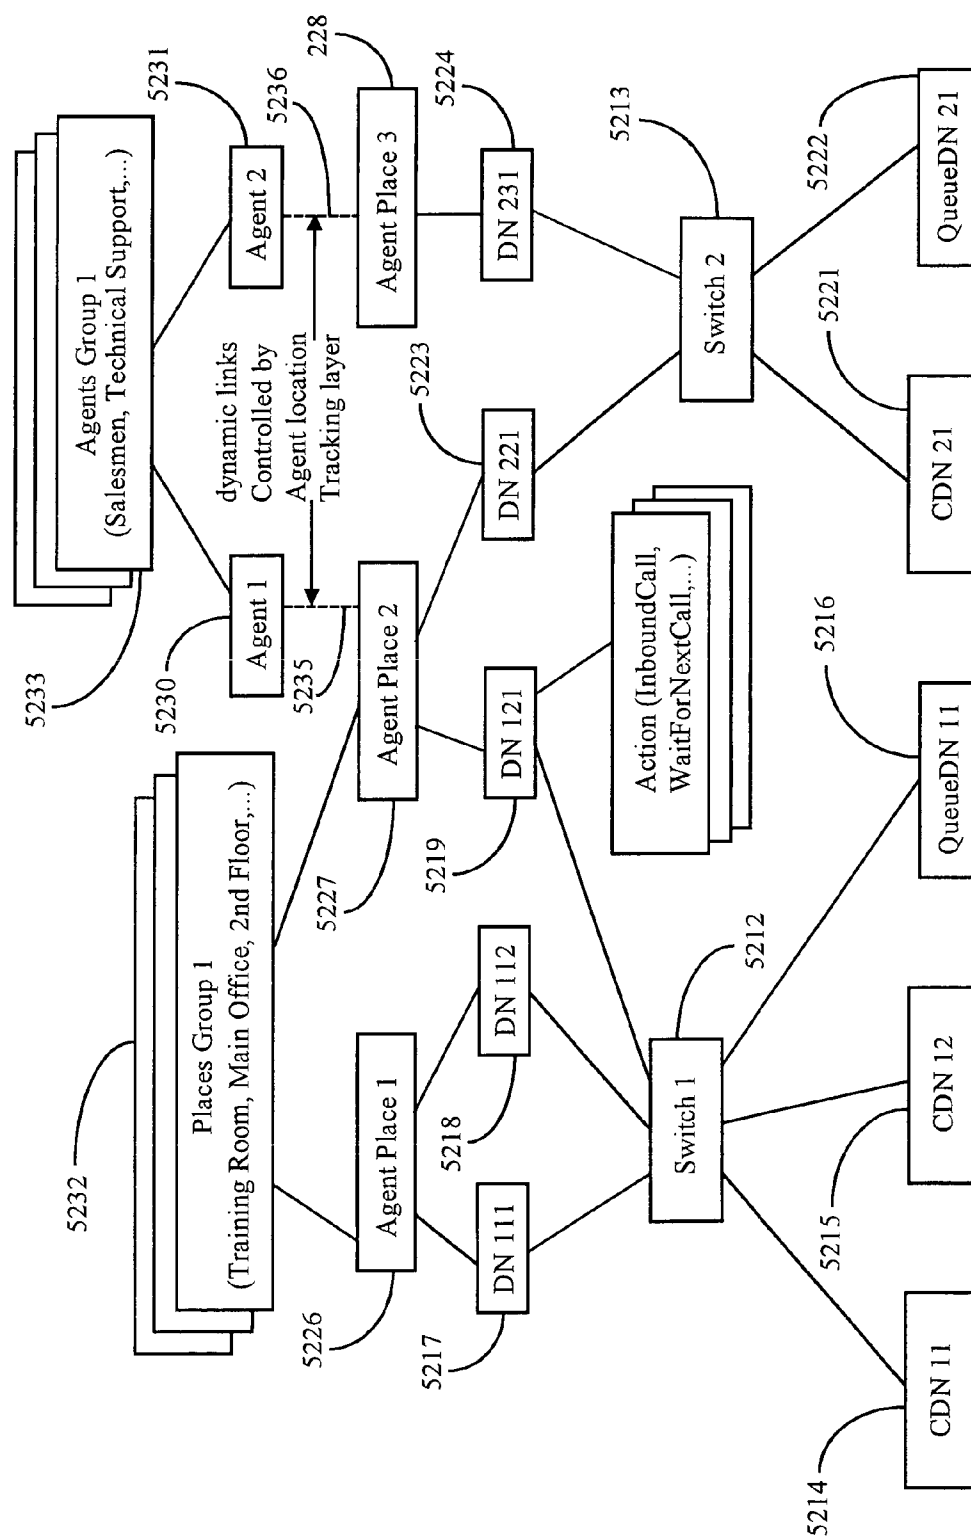 5232
Places Group 1
(Training Room, Main Office, 2nd Floor,...)
5233
Agents Group 1
(Salesmen, Technical Support,...)
5230
Agent 1
5231
Agent 2
5235
dynamic links
Controlled by
Agent location
Tracking layer
5236
228
5226
Agent Place 1
5227
Agent Place 2
Agent Place 3
5217
DN 111
5218
DN 112
5219
DN 121
5223
DN 221
5224
DN 231
Action (InboundCall,
WaitForNextCall,...)
Switch 1
5212
Switch 2
5213
5214
CDN 11
5215
CDN 12
5216
QueueDN 11
5221
CDN 21
5222
QueueDN 21